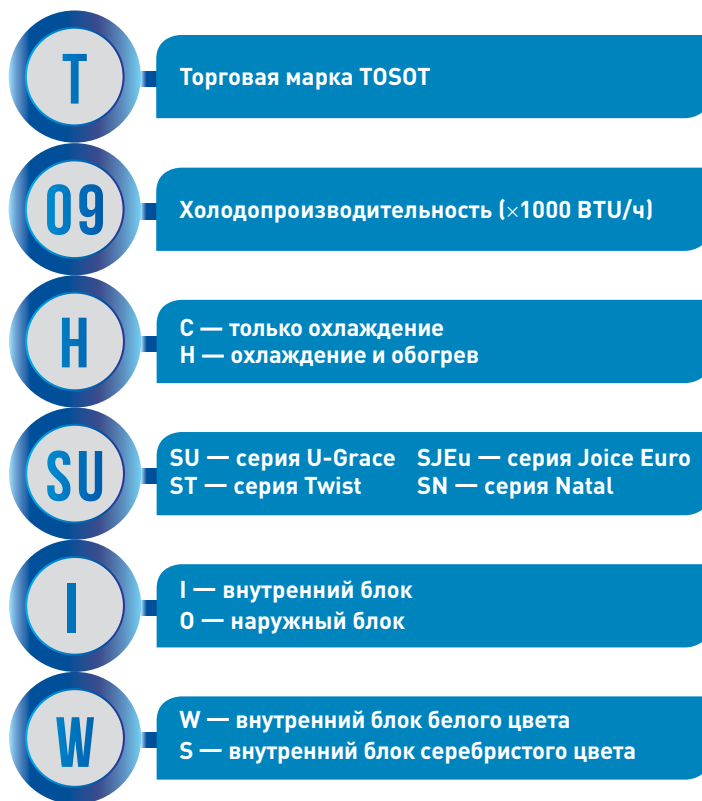 T
Торговая марка TOSOT
09
Холодопроизводительность (×1000 BTU/ч)
H
C — только охлаждение
H — охлаждение и обогрев
SU
SU — серия U-Grace SJEu — серия Joice Euro
ST — серия Twist SN — серия Natal
I
I — внутренний блок
O — наружный блок
W
W — внутренний блок белого цвета
S — внутренний блок серебристого цвета